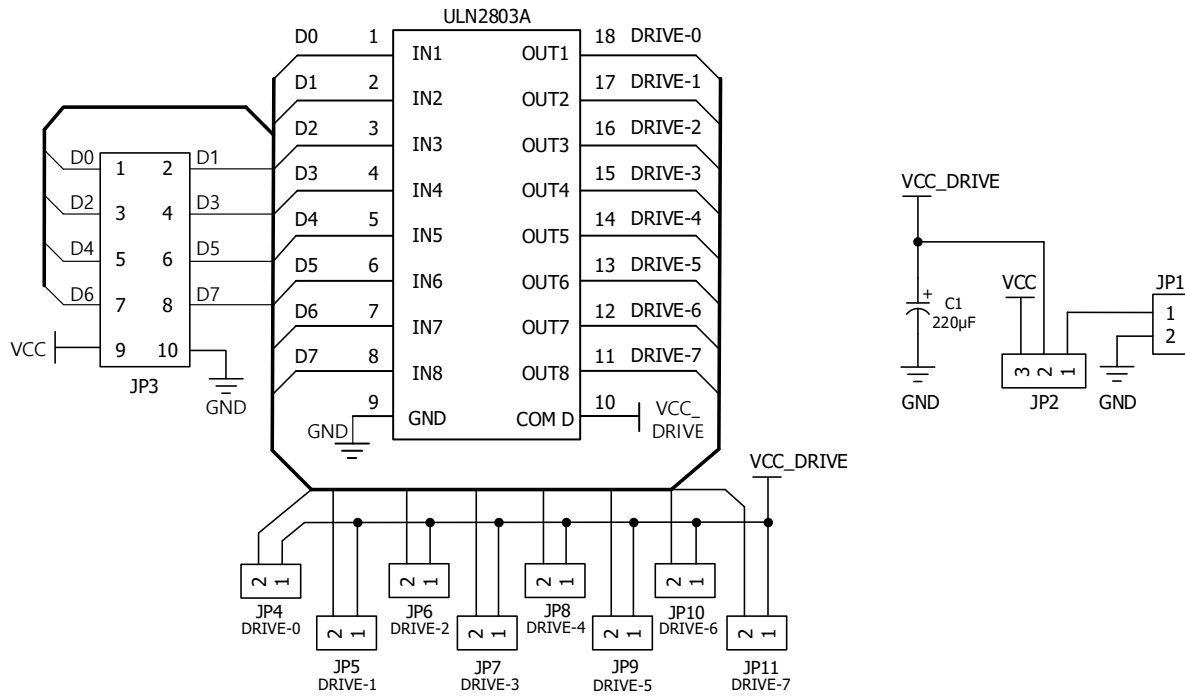 ULN2803A
D0 1 IN1 OUT1 18 DRIVE-0
D1 2 IN2 OUT2 17 DRIVE-1
D2 3 IN3 OUT3 16 DRIVE-2
D3 4 IN4 OUT4 15 DRIVE-3
D4 5 IN5 OUT5 14 DRIVE-4
D5 6 IN6 OUT6 13 DRIVE-5
D6 7 IN7 OUT7 12 DRIVE-6
D7 8 IN8 OUT8 11 DRIVE-7
9 GND COM D 10
GND
VCC_
DRIVE
D0 1 2 D1
D2 3 4 D3
D4 5 6 D5
D6 7 8 D7
VCC 9 10
JP3
GND
VCC_DRIVE
+
C1
220µF
GND
VCC
3 2 1
JP2
JP1
1
2
GND
VCC_DRIVE
2 1
JP4
DRIVE-0
2 1
JP5
DRIVE-1
2 1
JP6
DRIVE-2
2 1
JP7
DRIVE-3
2 1
JP8
DRIVE-4
2 1
JP9
DRIVE-5
2 1
JP10
DRIVE-6
2 1
JP11
DRIVE-7